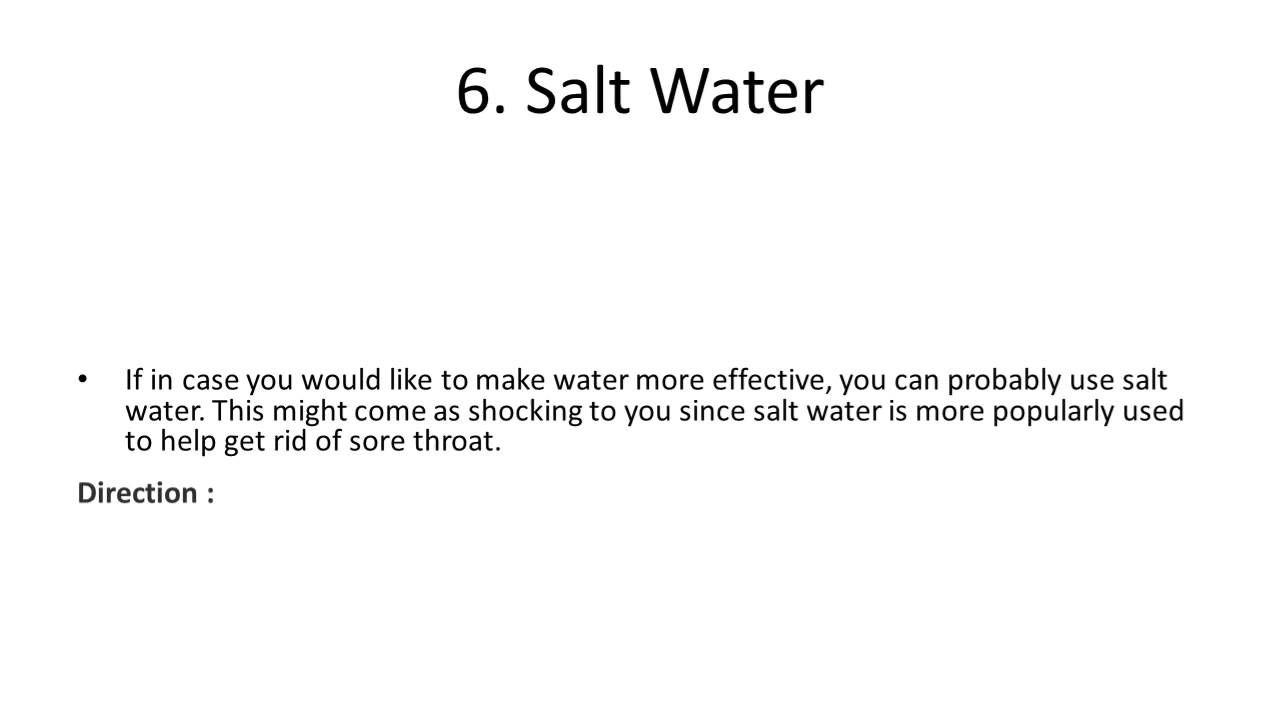 6. Salt Water
• If in case you would like to make water more effective, you can probably use salt
water. This might come as shocking to you since salt water is more popularly used
to help get rid of sore throat.
Direction :